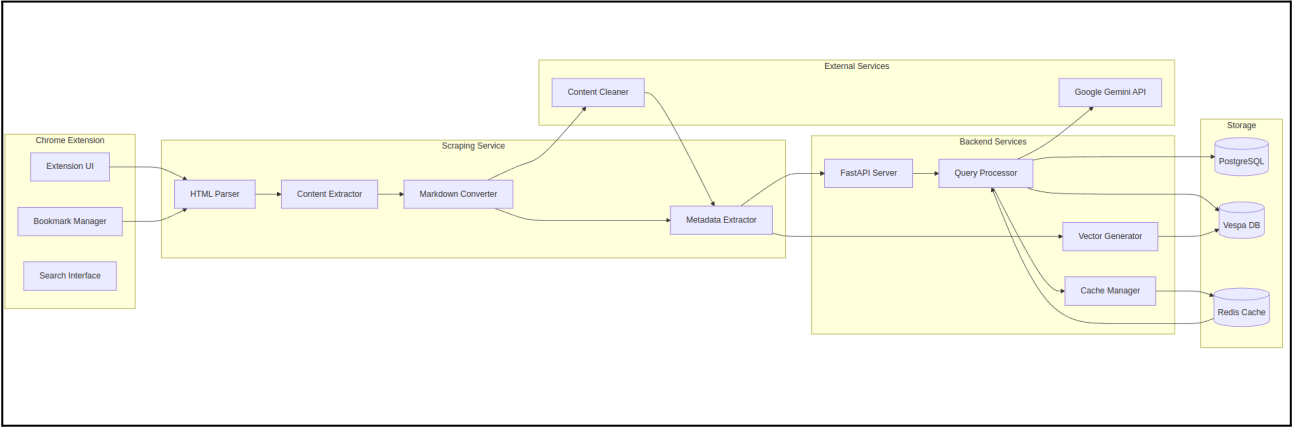 External Services
Content Cleaner
Google Gemini API
Chrome Extension
Extension UI
Bookmark Manager
Search Interface
Scraping Service
HTML Parser
Content Extractor
Markdown Converter
Metadata Extractor
Backend Services
FastAPI Server
Query Processor
Vector Generator
Cache Manager
Storage
PostgreSQL
Vespa DB
Redis Cache